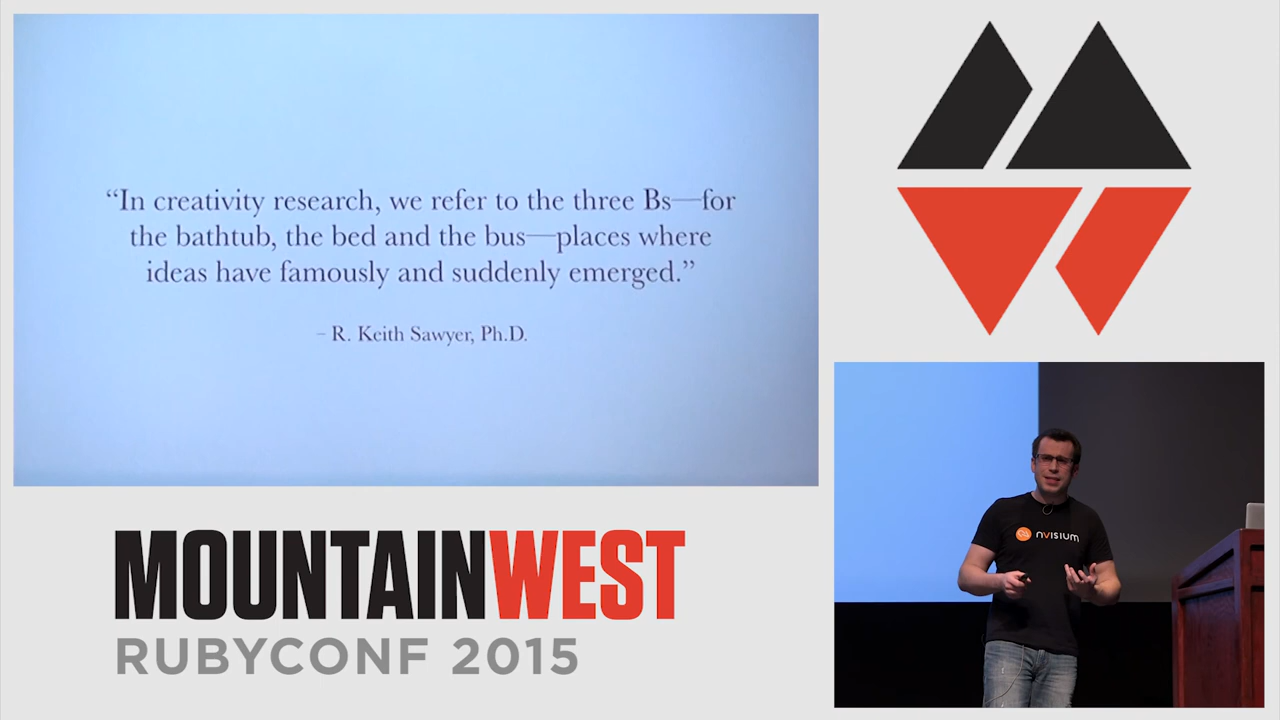 “In creativity research, we refer to the three Bs—for
the bathtub, the bed and the bus—places where
ideas have famously and suddenly emerged.”
– R. Keith Sawyer, Ph.D.
MOUNTAINWEST
RUBYCONF 2015
nvisium